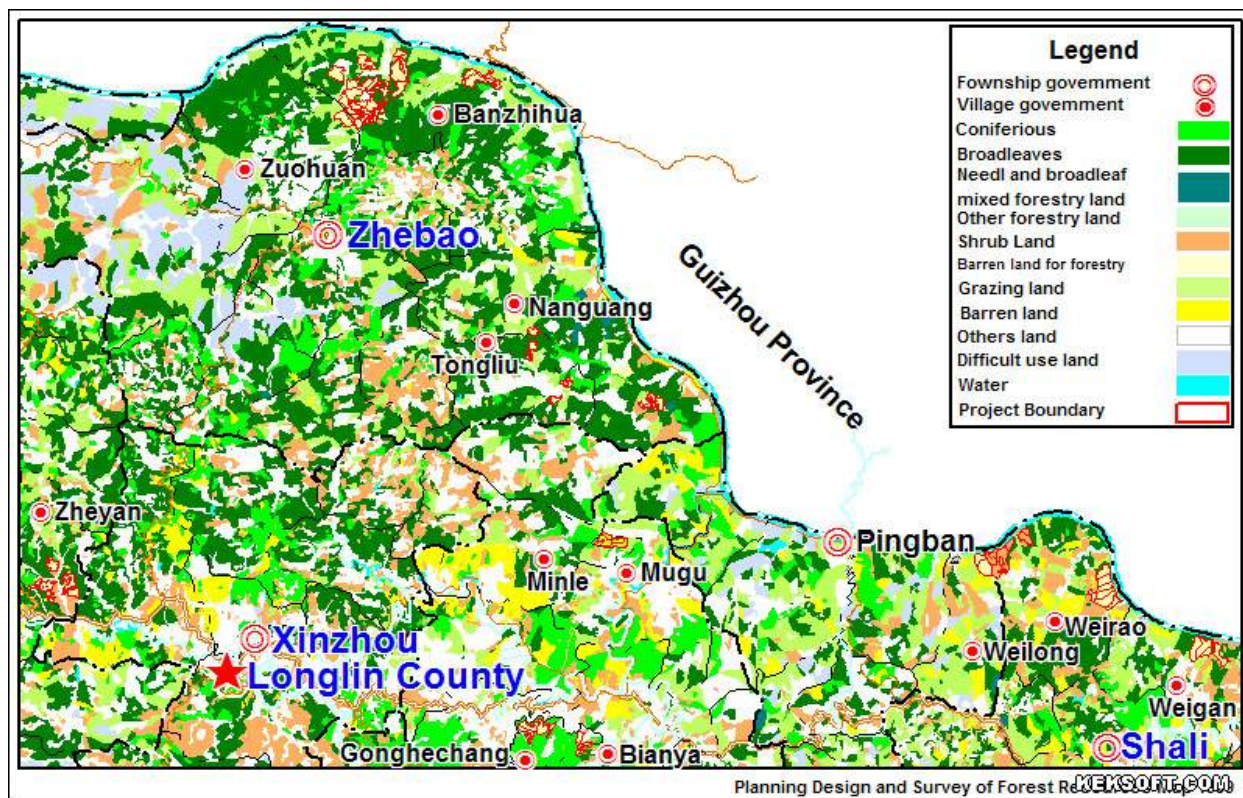 Legend
Fownship government
Village government
Coniferious
Broadleaves
Needl and broadleaf
mixed forestry land
Other forestry land
Shrub Land
Barren land for forestry
Grazing land
Barren land
Others land
Difficult use land
Water
Project Boundary
Banzhihua
Zuohuan
Zhebao
Guizhou Province
Nanguang
Tongliu
Zheyan
Pingban
Minle
Mugu
Weirao
Xinzhou
Weilong
Longlin County
Weigan
Shali
Gonghechang
Bianya
Planning Design and Survey of Forest
KEKSOFT.COM